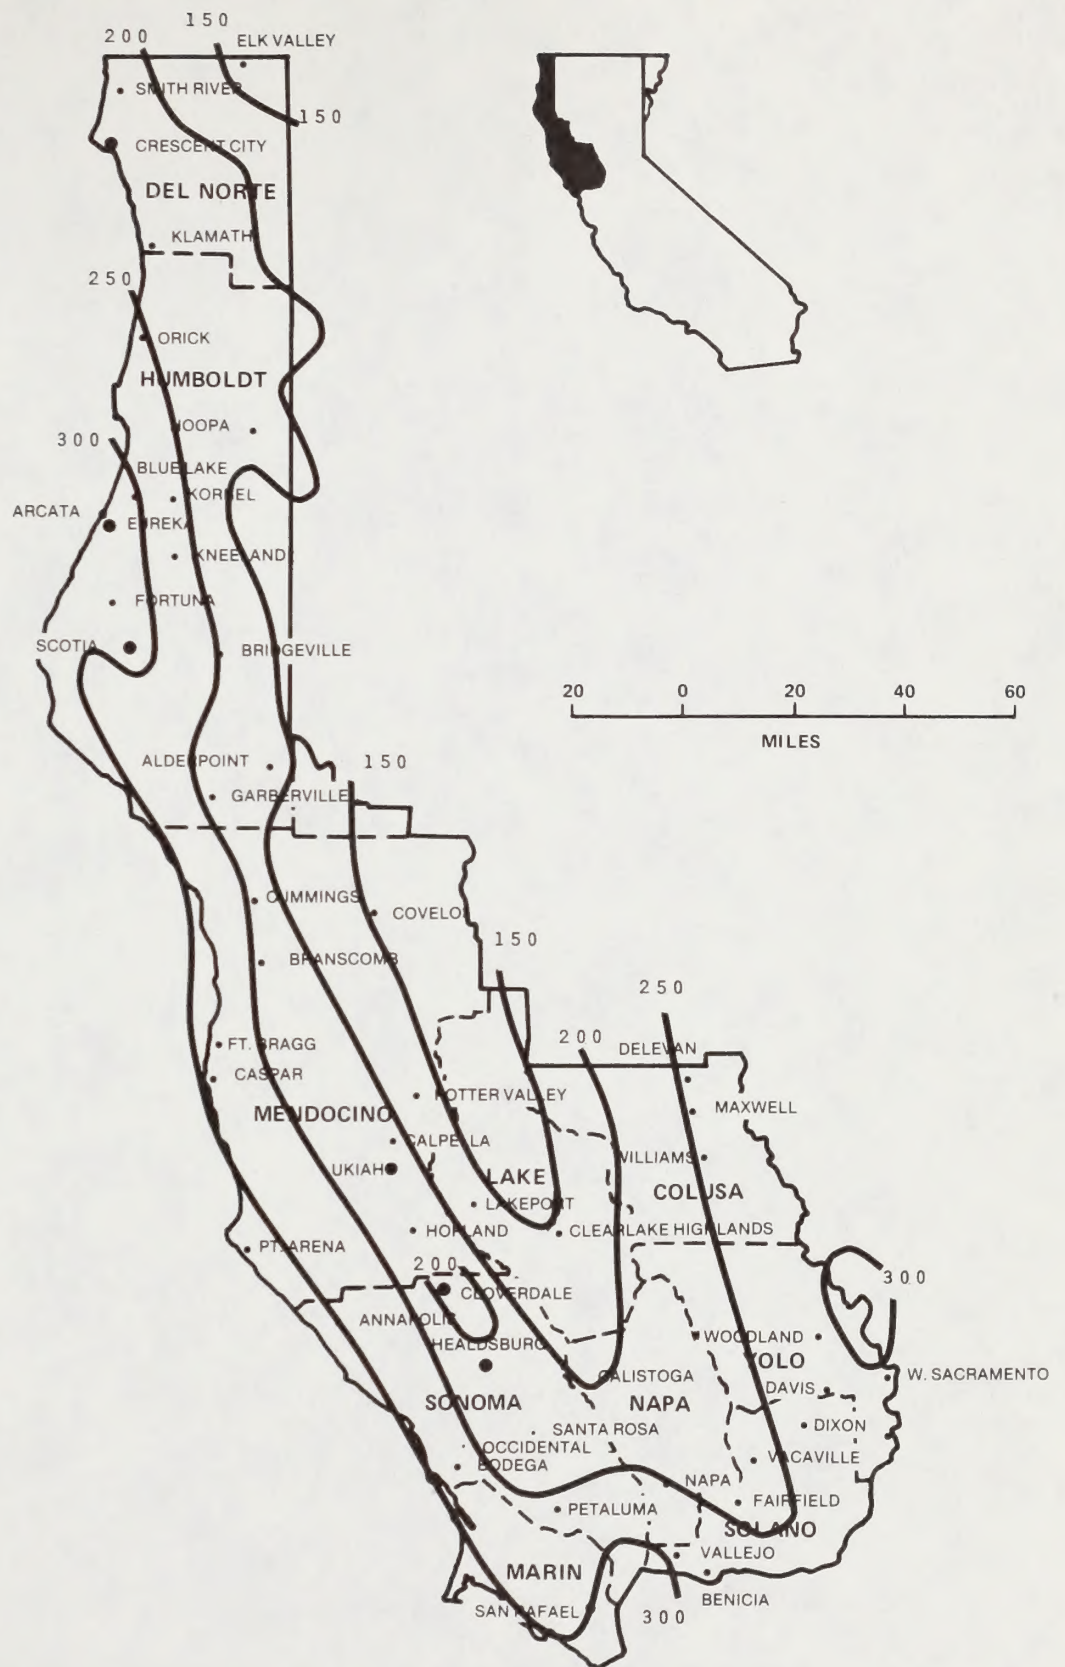 150
200
ELK VALLEY
SMITH RIVER
150
CRESCENT CITY
DEL NORTE
KLAMATH
250
ORICK
HUMBOLDT
HOOPA
300
BLUE LAKE
KORBEL
ARCATA
EUREKA
KNEELAND
FORTUNA
SCOTIA
BRIDGEVILLE
20 0 20 40 60
MILES
ALDERPOINT
150
GARBERVILLE
CUMMINGS
COVELO
150
BRANSCOMB
250
200
FT. BRAGG
DELEVAN
CASPAR
POTTER VALLEY
MENDOCINO
MAXWELL
CALPELLA
WILLIAMS
UKIAH
LAKE
COLUSA
LAKEPORT
HOPLAND
CLEARLAKE HIGHLANDS
PT. ARENA
200
300
CLOVERDALE
ANNAPOLIS
HEALDSBURG
WOODLAND
YOLO
CALISTOGA
W. SACRAMENTO
DAVIS
SONOMA
NAPA
DIXON
SANTA ROSA
OCCIDENTAL
VACAVILLE
BODEGA
NAPA
FAIRFIELD
PETALUMA
SOLANO
VALLEJO
MARIN
BENICIA
SAN RAFAEL
300